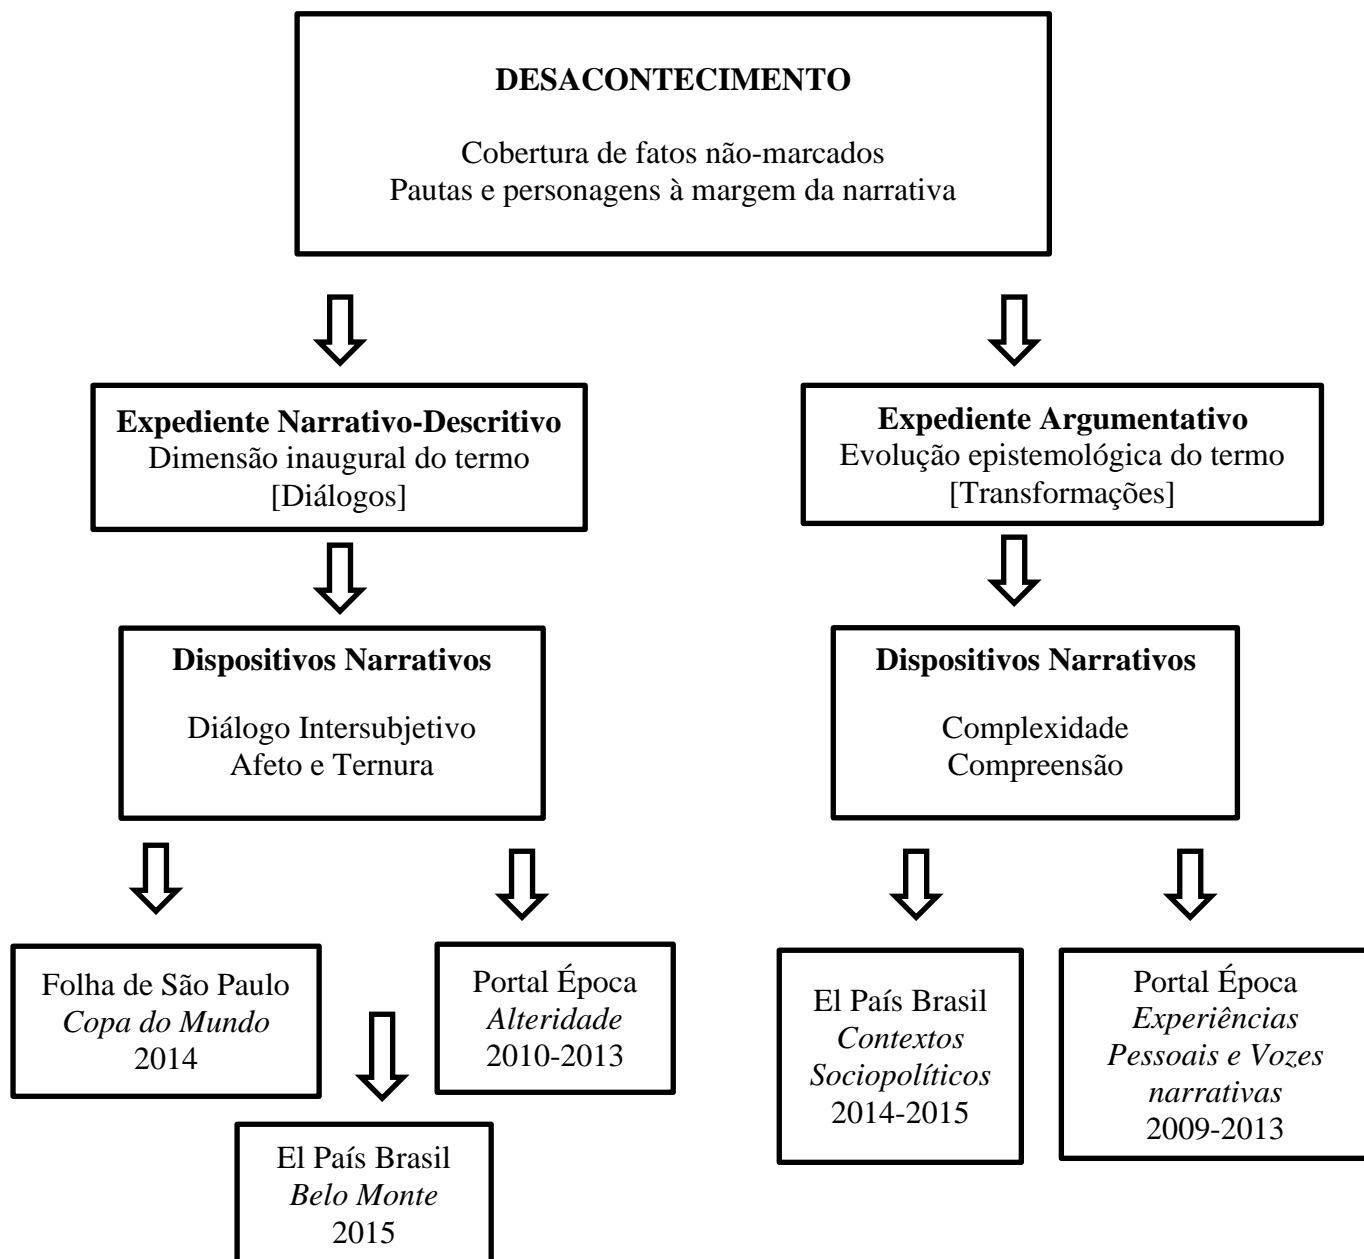 DESACONTECIMENTO
Cobertura de fatos não-marcados
Pautas e personagens à margem da narrativa
Expediente Narrativo-Descritivo
Dimensão inaugural do termo
[Diálogos]
Expediente Argumentativo
Evolução epistemológica do termo
[Transformações]
Dispositivos Narrativos
Diálogo Intersubjetivo
Afeto e Ternura
Dispositivos Narrativos
Complexidade
Compreensão
Folha de São Paulo
Copa do Mundo
2014
El País Brasil
Belo Monte
2015
Portal Época
Alteridade
2010-2013
El País Brasil
Contextos
Sociopolíticos
2014-2015
Portal Época
Experiências
Pessoais e Vozes
narrativas
2009-2013